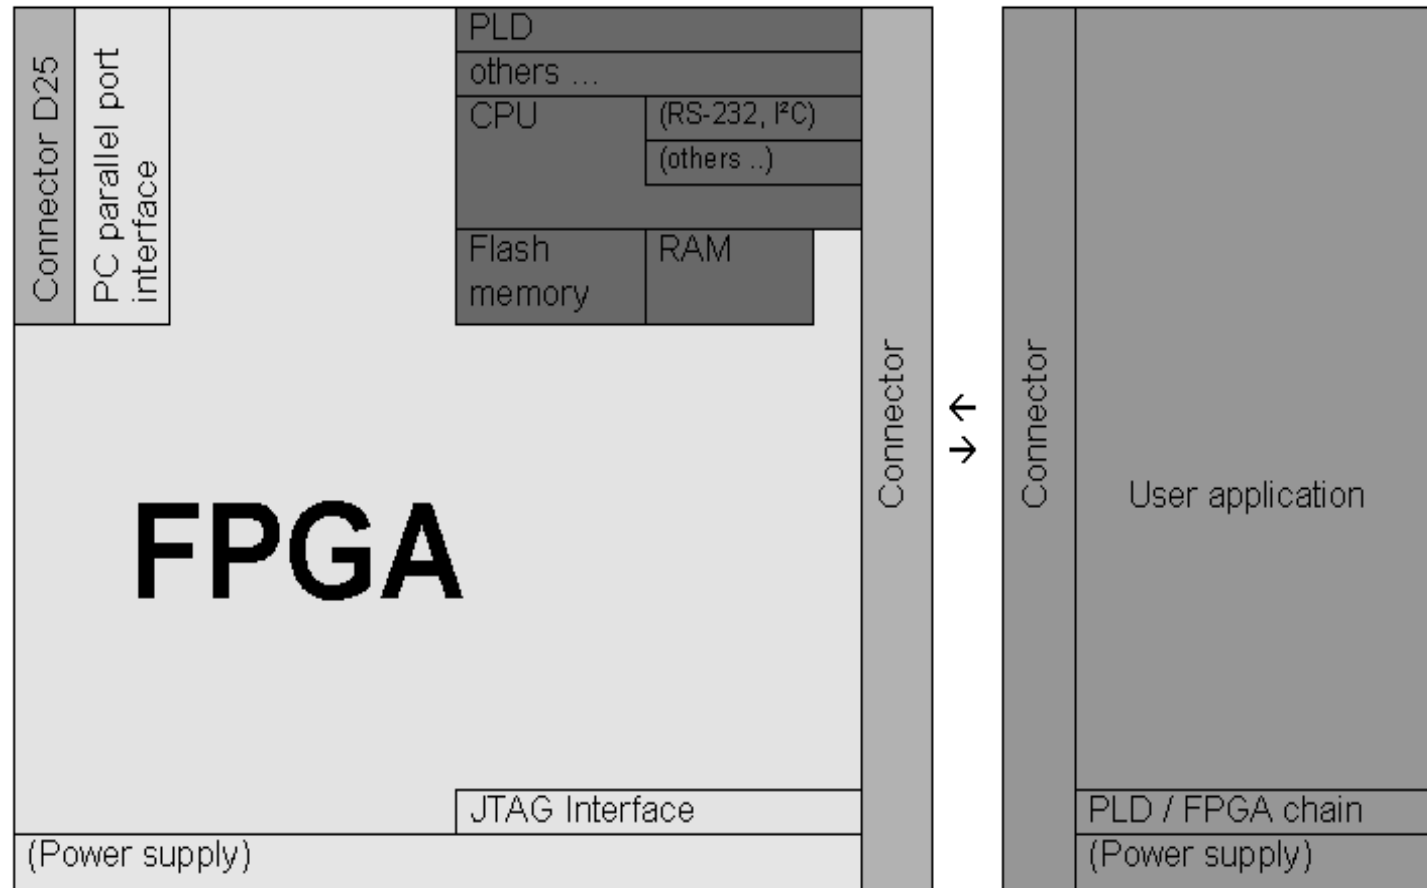 Connector D25
PC parallel port
interface
PLD
others ...
CPU
(RS-232, I²C)
(others ..)
Flash
memory
RAM
FPGA
JTAG Interface
(Power supply)
Connector
←
→
Connector
User application
PLD / FPGA chain
(Power supply)